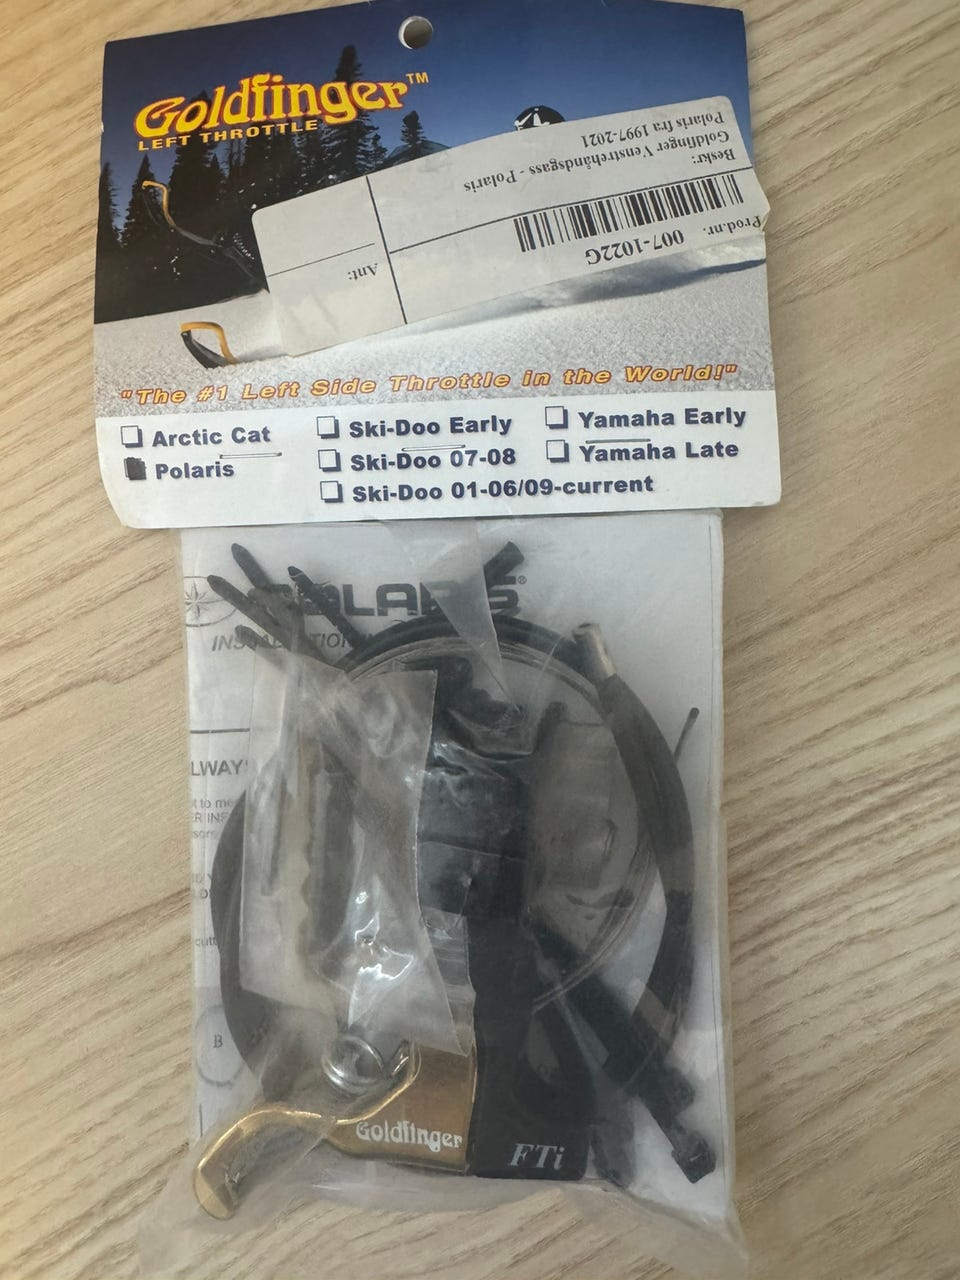 Goldfinger™
LEFT THROTTLE
Prod.nr. 007-1022G
Beskr:
Goldfinger Venstrehåndsgass - Polaris
Polaris fra 1997-2021
Ant:
"The #1 Left Side Throttle in the World!"
Arctic Cat
Polaris
Ski-Doo Early
Ski-Doo 07-08
Ski-Doo 01-06/09-current
Yamaha Early
Yamaha Late
B
Goldfinger
FTi